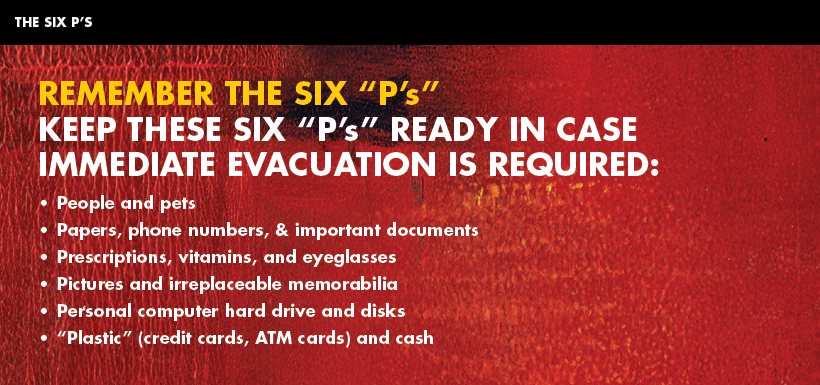 THE SIX P'S
REMEMBER THE SIX “P's”
KEEP THESE SIX “P's” READY IN CASE
IMMEDIATE EVACUATION IS REQUIRED:
• People and pets
• Papers, phone numbers, & important documents
• Prescriptions, vitamins, and eyeglasses
• Pictures and irreplaceable memorabilia
• Personal computer hard drive and disks
• “Plastic” (credit cards, ATM cards) and cash